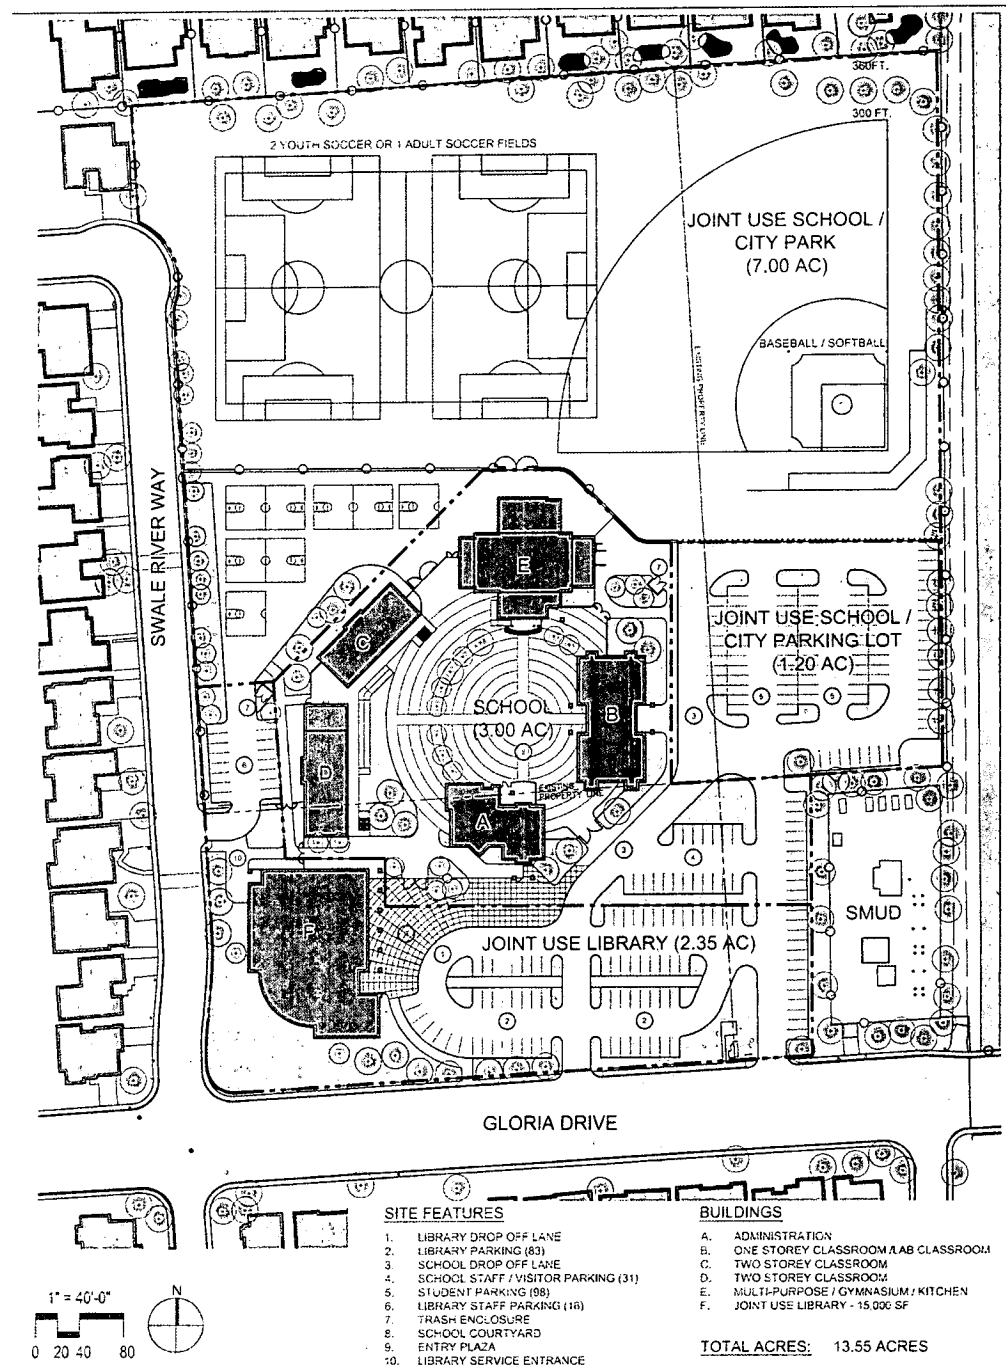 360FT.
300 FT.
2 YOUTH SOCCER OR 1 ADULT SOCCER FIELDS
JOINT USE SCHOOL /
CITY PARK
(7.00 AC)
BASEBALL / SOFTBALL
EXISTING PROPERTY LINE
SWALE RIVER WAY
E
C
JOINT USE SCHOOL /
CITY PARKING LOT
(1.20 AC)
SCHOOL
(3.00 AC)
B
D
EXISTING
PROPERTY LINE
A
SMUD
F
JOINT USE LIBRARY (2.35 AC)
GLORIA DRIVE
SITE FEATURES
1. LIBRARY DROP OFF LANE
2. LIBRARY PARKING (83)
3. SCHOOL DROP OFF LANE
4. SCHOOL STAFF / VISITOR PARKING (31)
5. STUDENT PARKING (98)
6. LIBRARY STAFF PARKING (18)
7. TRASH ENCLOSURE
8. SCHOOL COURTYARD
9. ENTRY PLAZA
10. LIBRARY SERVICE ENTRANCE
BUILDINGS
A. ADMINISTRATION
B. ONE STOREY CLASSROOM /LAB CLASSROOM
C. TWO STOREY CLASSROOM
D. TWO STOREY CLASSROOM
E. MULTI-PURPOSE / GYMNASIUM / KITCHEN
F. JOINT USE LIBRARY - 15,000 SF
TOTAL ACRES: 13.55 ACRES
1" = 40'-0"
0 20 40 80
N